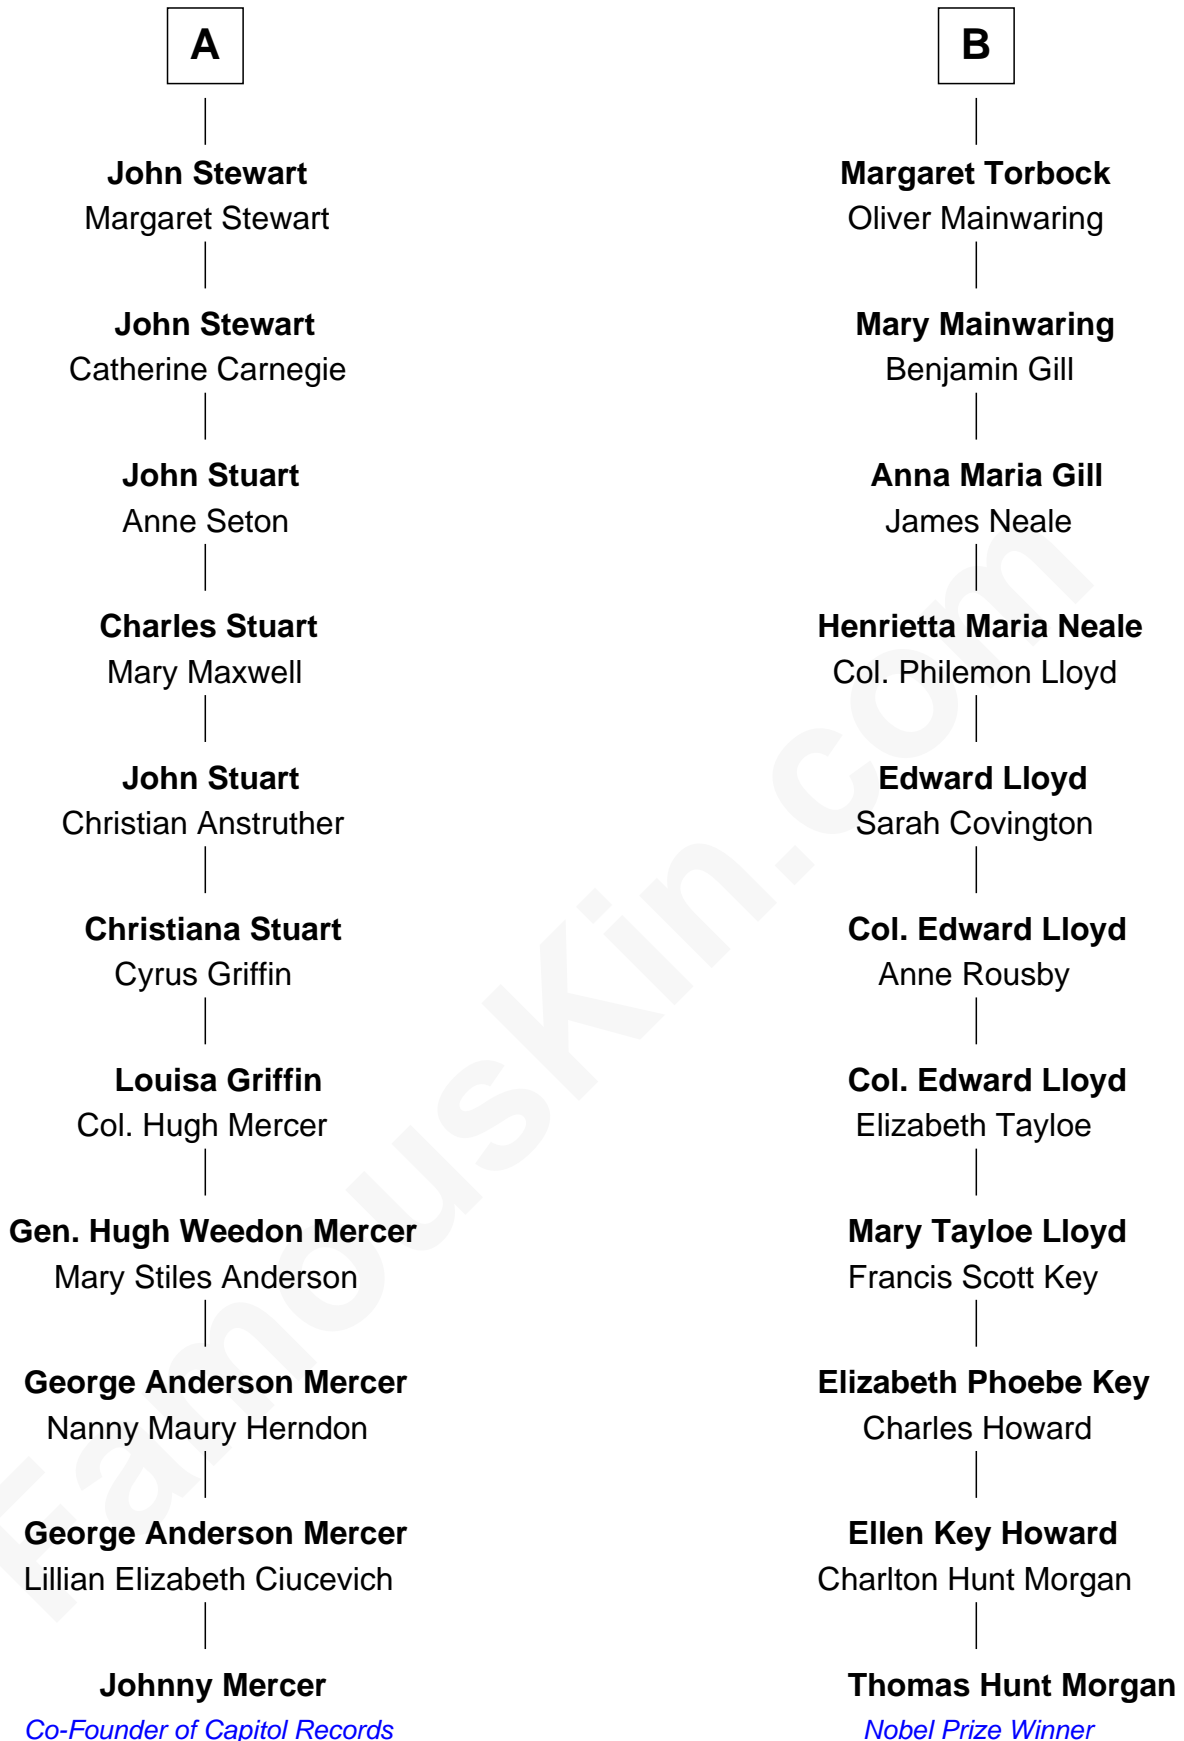 A
John Stewart
Margaret Stewart
John Stewart
Catherine Carnegie
John Stuart
Anne Seton
Charles Stuart
Mary Maxwell
John Stuart
Christian Anstruther
Christiana Stuart
Cyrus Griffin
Louisa Griffin
Col. Hugh Mercer
Gen. Hugh Weedon Mercer
Mary Stiles Anderson
George Anderson Mercer
Nanny Maury Herndon
George Anderson Mercer
Lillian Elizabeth Ciucevich
Johnny Mercer
Co-Founder of Capitol Records
B
Margaret Torbock
Oliver Mainwaring
Mary Mainwaring
Benjamin Gill
Anna Maria Gill
James Neale
Henrietta Maria Neale
Col. Philemon Lloyd
Edward Lloyd
Sarah Covington
Col. Edward Lloyd
Anne Rousby
Col. Edward Lloyd
Elizabeth Tayloe
Mary Tayloe Lloyd
Francis Scott Key
Elizabeth Phoebe Key
Charles Howard
Ellen Key Howard
Charlton Hunt Morgan
Thomas Hunt Morgan
Nobel Prize Winner
FamousKin.com